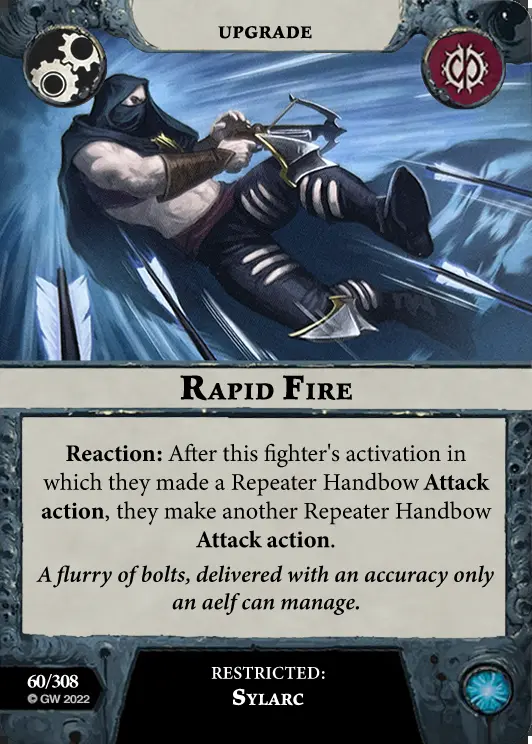 UPGRADE
RAPID FIRE
Reaction: After this fighter's activation in
which they made a Repeater Handbow Attack
action, they make another Repeater Handbow
Attack action.
A flurry of bolts, delivered with an accuracy only
an aelf can manage.
60/308
© GW 2022
RESTRICTED:
SYLARC